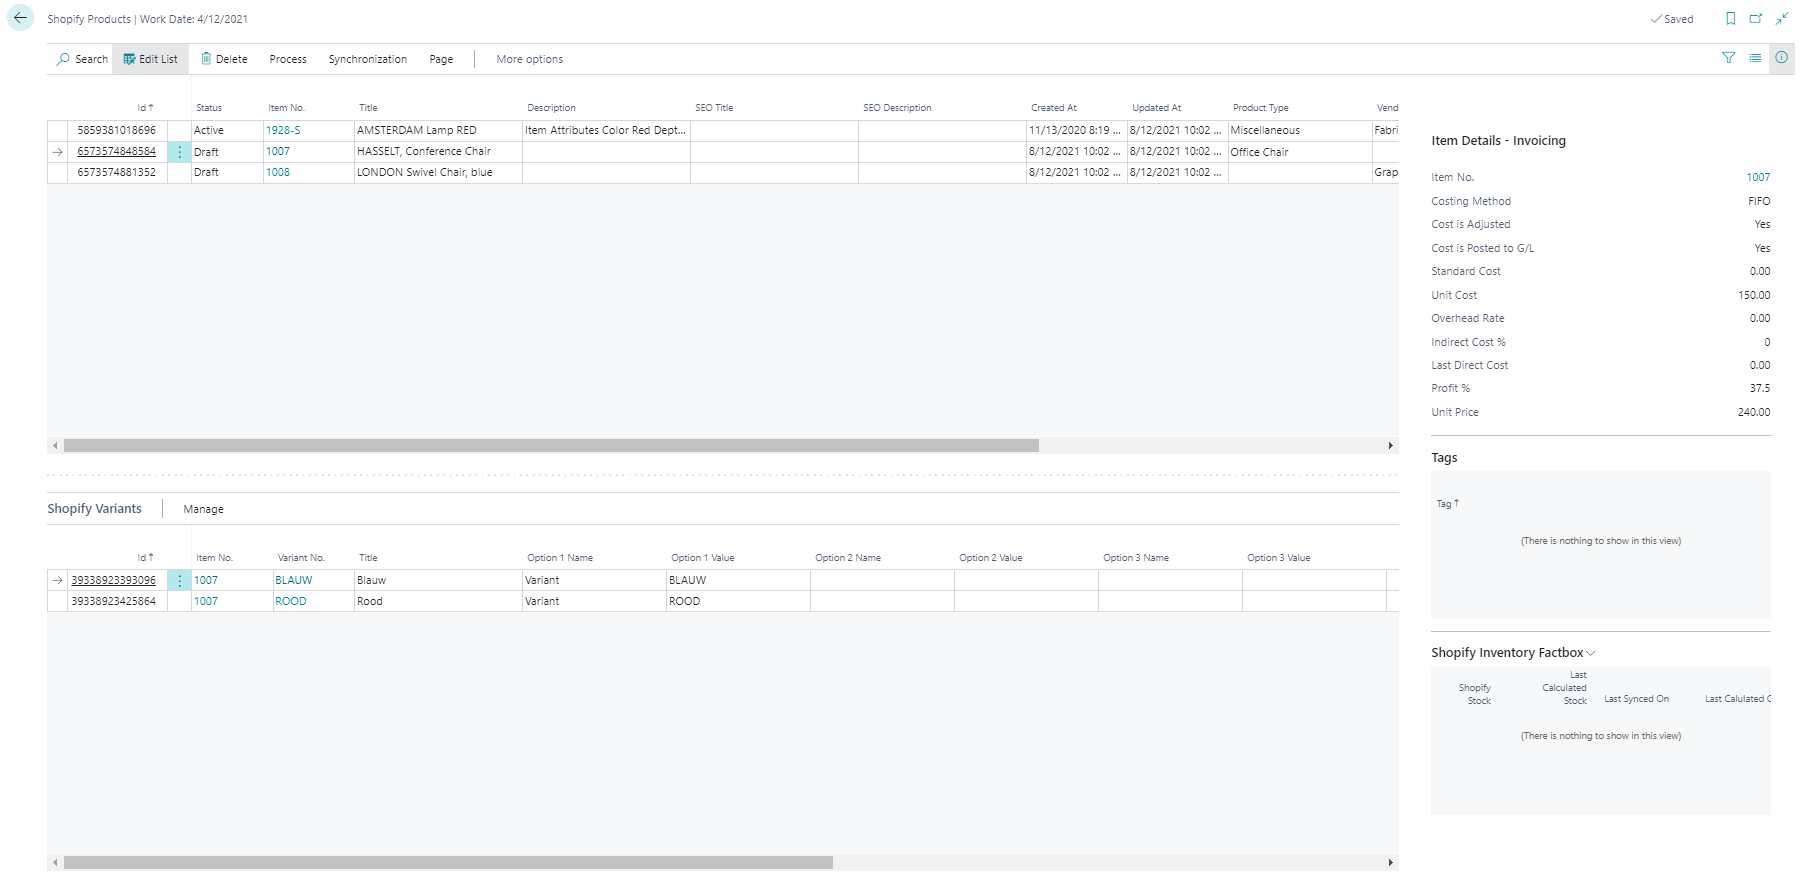 Shopify Products | Work Date: 4/12/2021
Saved
Search Edit List Delete Process Synchronization Page More options
Id↑ Status Item No. Title Description SEO Title SEO Description Created At Updated At Product Type Vend
5859381018696 Active 1928-S AMSTERDAM Lamp RED Item Attributes Color Red Dept... 11/13/2020 8:19 ... 8/12/2021 10:02 ... Miscellaneous Fabri
6573574848584 Draft 1007 HASSELT, Conference Chair 8/12/2021 10:02 ... 8/12/2021 10:02 ... Office Chair
6573574881352 Draft 1008 LONDON Swivel Chair, blue 8/12/2021 10:02 ... 8/12/2021 10:02 ... Grap
Shopify Variants Manage
Id↑ Item No. Variant No. Title Option 1 Name Option 1 Value Option 2 Name Option 2 Value Option 3 Name Option 3 Value
39338923393096 1007 BLAUW Blauw Variant BLAUW
39338923425864 1007 ROOD Rood Variant ROOD
Item Details - Invoicing
Item No. 1007
Costing Method FIFO
Cost is Adjusted Yes
Cost is Posted to G/L Yes
Standard Cost 0.00
Unit Cost 150.00
Overhead Rate 0.00
Indirect Cost % 0
Last Direct Cost 0.00
Profit % 37.5
Unit Price 240.00
Tags
Tag↑
(There is nothing to show in this view)
Shopify Inventory Factbox
Shopify
Stock
Last
Calculated
Stock
Last Synced On
Last Calulated C
(There is nothing to show in this view)